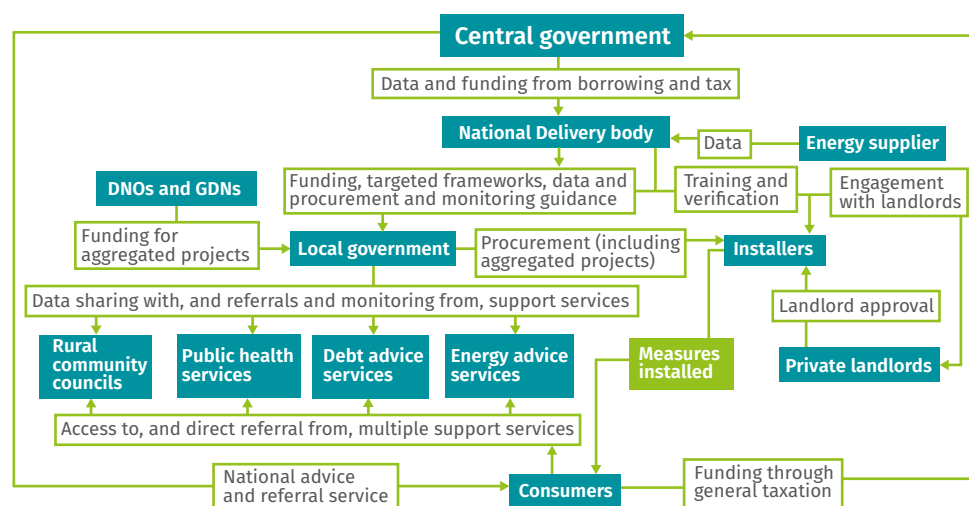 Central government
Data and funding from borrowing and tax
National Delivery body
Data
Energy supplier
DNOs and GDNs
Funding, targeted frameworks, data and
procurement and monitoring guidance
Training and
verification
Engagement
with landlords
Funding for
aggregated projects
Local government
Procurement (including
aggregated projects)
Installers
Data sharing with, and referrals and monitoring from, support services
Landlord approval
Rural
community
councils
Public health
services
Debt advice
services
Energy advice
services
Measures
installed
Private landlords
Access to, and direct referral from, multiple support services
National advice
and referral service
Consumers
Funding through
general taxation